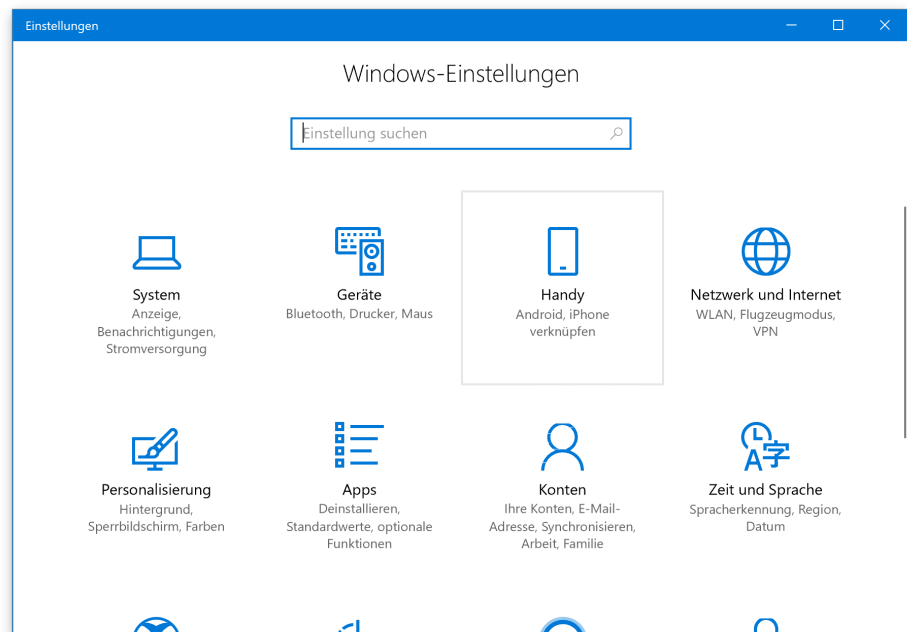 Einstellungen
Windows-Einstellungen
Einstellung suchen
System
Anzeige,
Benachrichtigungen,
Stromversorgung
Geräte
Bluetooth, Drucker, Maus
Handy
Android, iPhone
verknüpfen
Netzwerk und Internet
WLAN, Flugzeugmodus,
VPN
Personalisierung
Hintergrund,
Sperrbildschirm, Farben
Apps
Deinstallieren,
Standardwerte, optionale
Funktionen
Konten
Ihre Konten, E-Mail-
Adresse, Synchronisieren,
Arbeit, Familie
Zeit und Sprache
Spracherkennung, Region,
Datum